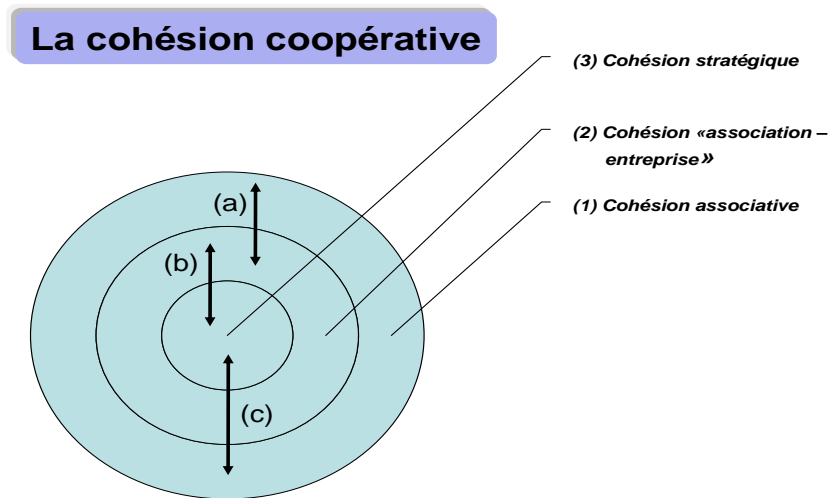 La cohésion coopérative
(3) Cohésion stratégique
(2) Cohésion «association –
entreprise»
(1) Cohésion associative
(a)
(b)
(c)